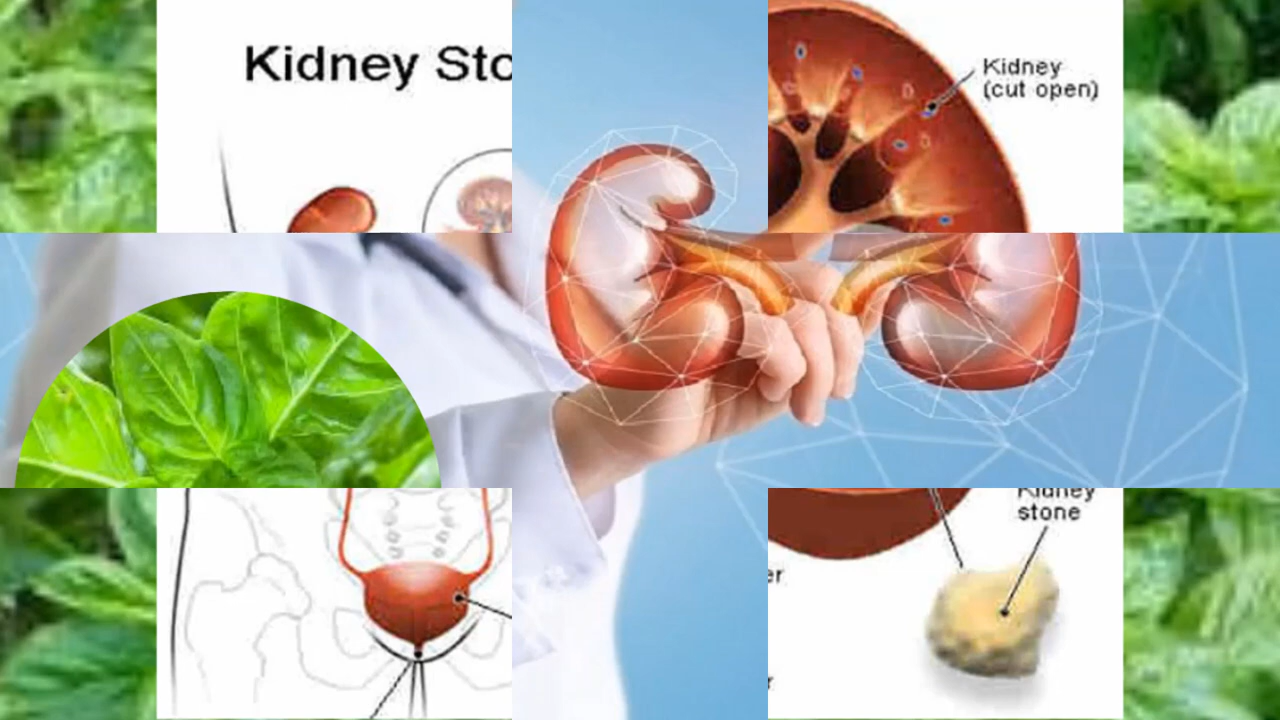 Kidney Sto
Kidney
(cut open)
Kidney
stone
er
r